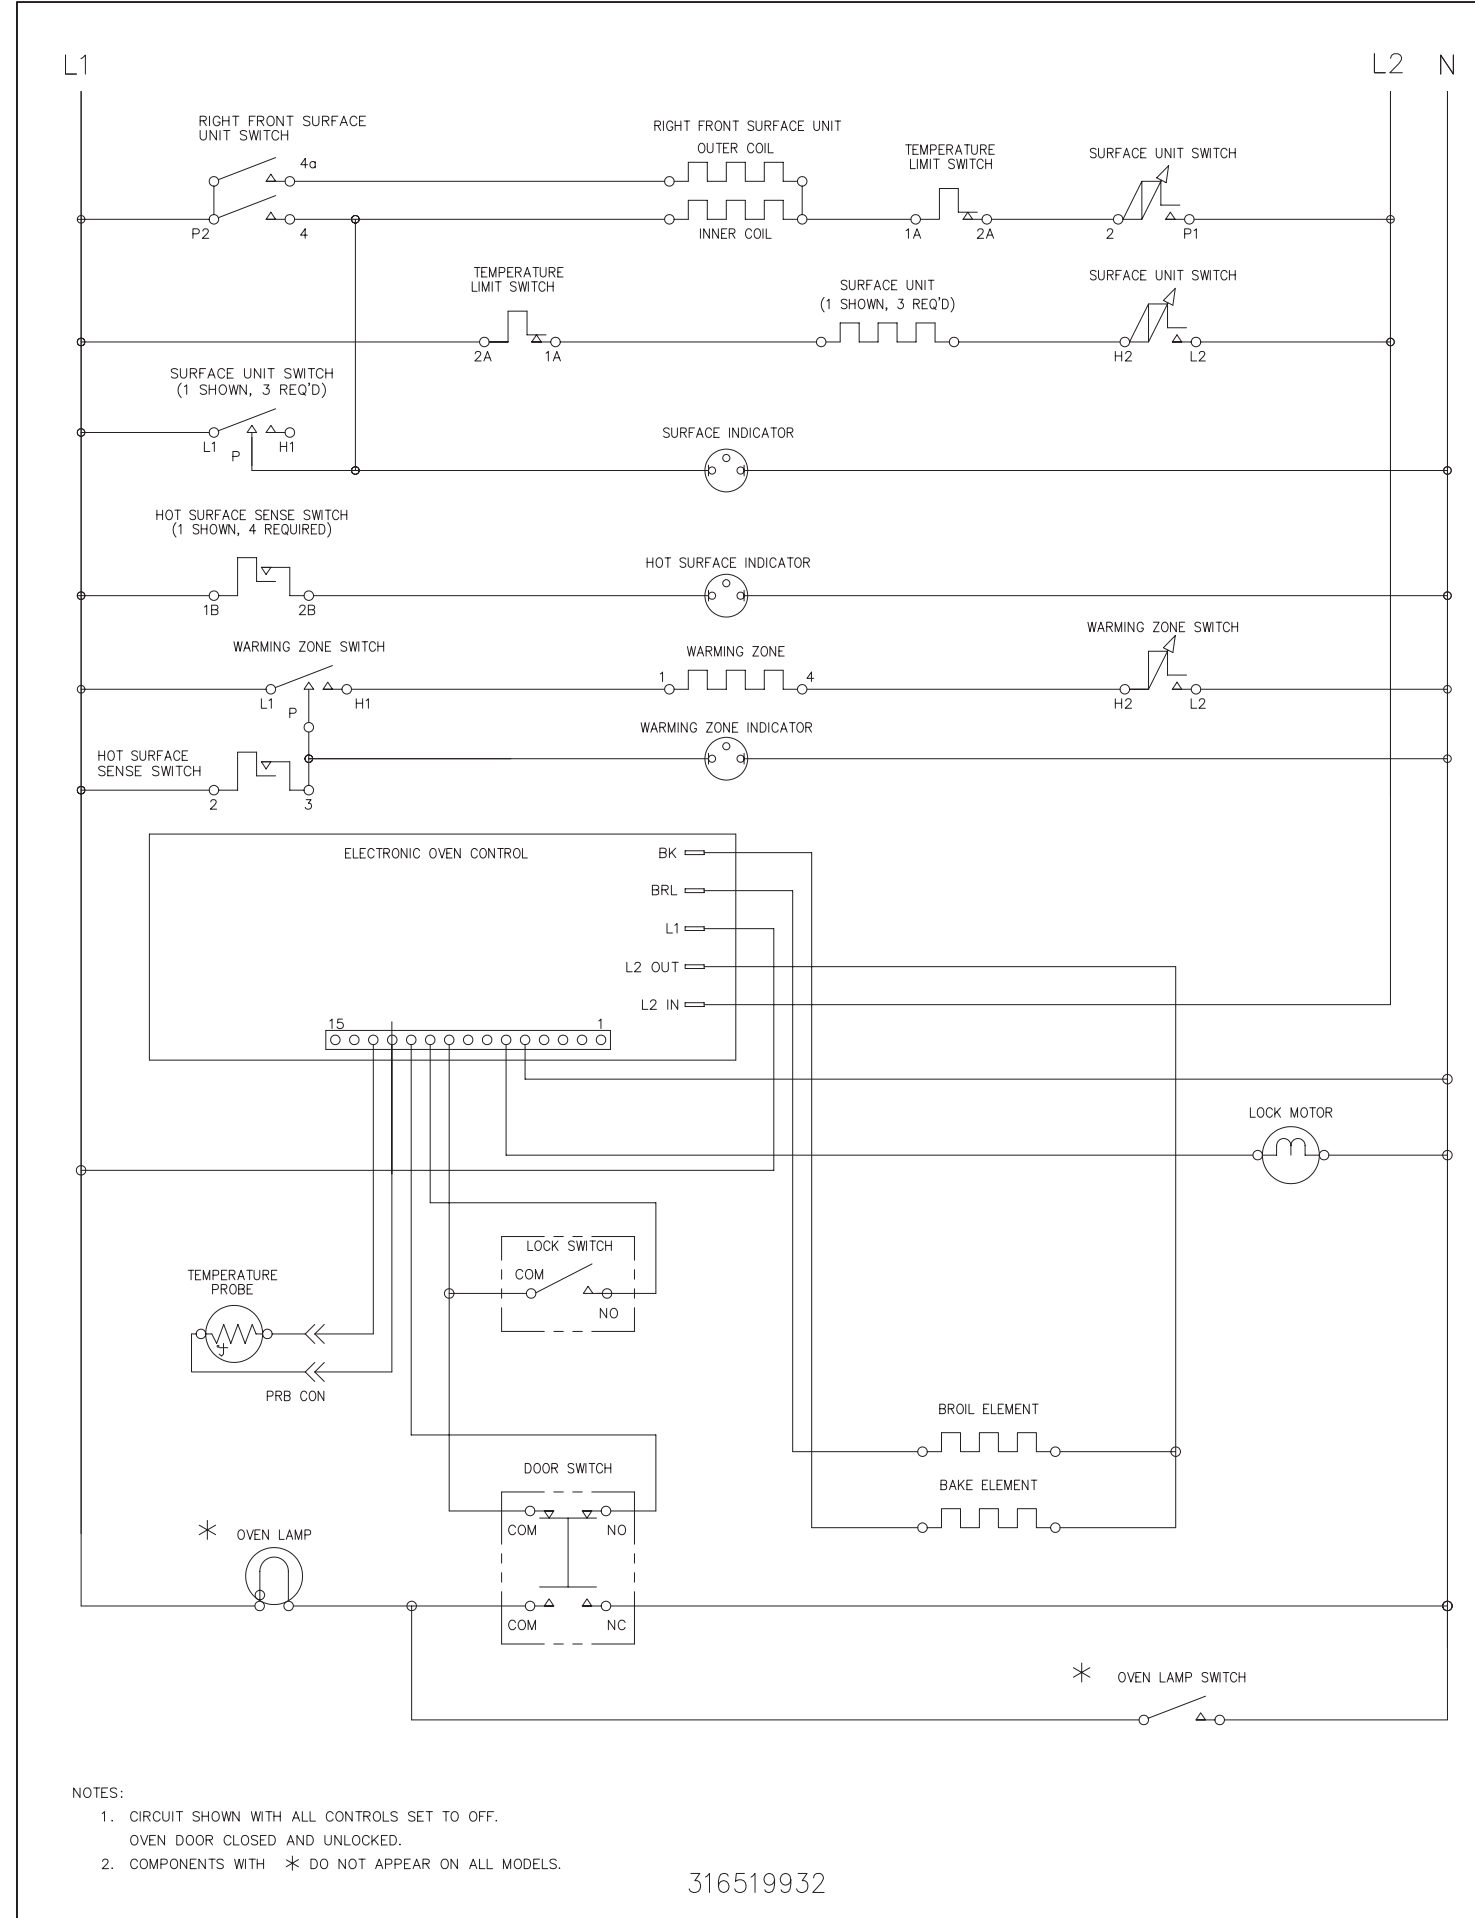 L1
L2 N
RIGHT FRONT SURFACE
UNIT SWITCH
4a
P2
4
RIGHT FRONT SURFACE UNIT
OUTER COIL
INNER COIL
TEMPERATURE
LIMIT SWITCH
1A
2A
SURFACE UNIT SWITCH
2
P1
TEMPERATURE
LIMIT SWITCH
2A
1A
SURFACE UNIT
(1 SHOWN, 3 REQ'D)
SURFACE UNIT SWITCH
H2
L2
SURFACE UNIT SWITCH
(1 SHOWN, 3 REQ'D)
L1
P
H1
SURFACE INDICATOR
HOT SURFACE SENSE SWITCH
(1 SHOWN, 4 REQUIRED)
1B
2B
HOT SURFACE INDICATOR
WARMING ZONE SWITCH
L1
P
H1
WARMING ZONE
1
4
WARMING ZONE SWITCH
H2
L2
WARMING ZONE INDICATOR
HOT SURFACE
SENSE SWITCH
2
3
ELECTRONIC OVEN CONTROL
BK
BRL
L1
L2 OUT
L2 IN
15
1
LOCK MOTOR
LOCK SWITCH
COM
NO
TEMPERATURE
PROBE
t
PRB CON
BROIL ELEMENT
BAKE ELEMENT
DOOR SWITCH
COM
NO
COM
NC
* OVEN LAMP
* OVEN LAMP SWITCH
NOTES:
1. CIRCUIT SHOWN WITH ALL CONTROLS SET TO OFF.
OVEN DOOR CLOSED AND UNLOCKED.
2. COMPONENTS WITH * DO NOT APPEAR ON ALL MODELS.
316519932